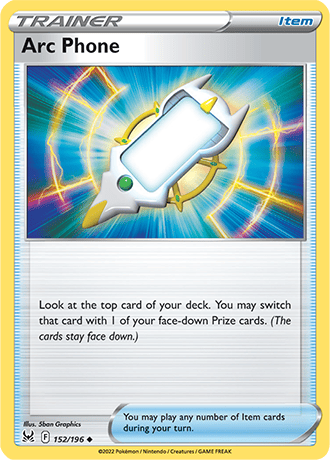 TRAINER Item
Arc Phone
Look at the top card of your deck. You may switch
that card with 1 of your face-down Prize cards. (The
cards stay face down.)
Illus. 5ban Graphics
F 152/196 ◆
You may play any number of Item cards
during your turn.
©2022 Pokémon / Nintendo / Creatures / GAME FREAK